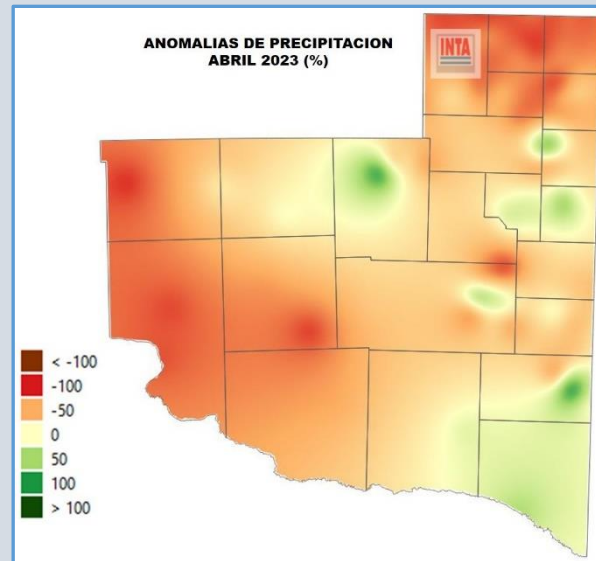 ANOMALIAS DE PRECIPITACION
ABRIL 2023 (%)
INTA
< -100
-100
-50
0
50
100
> 100